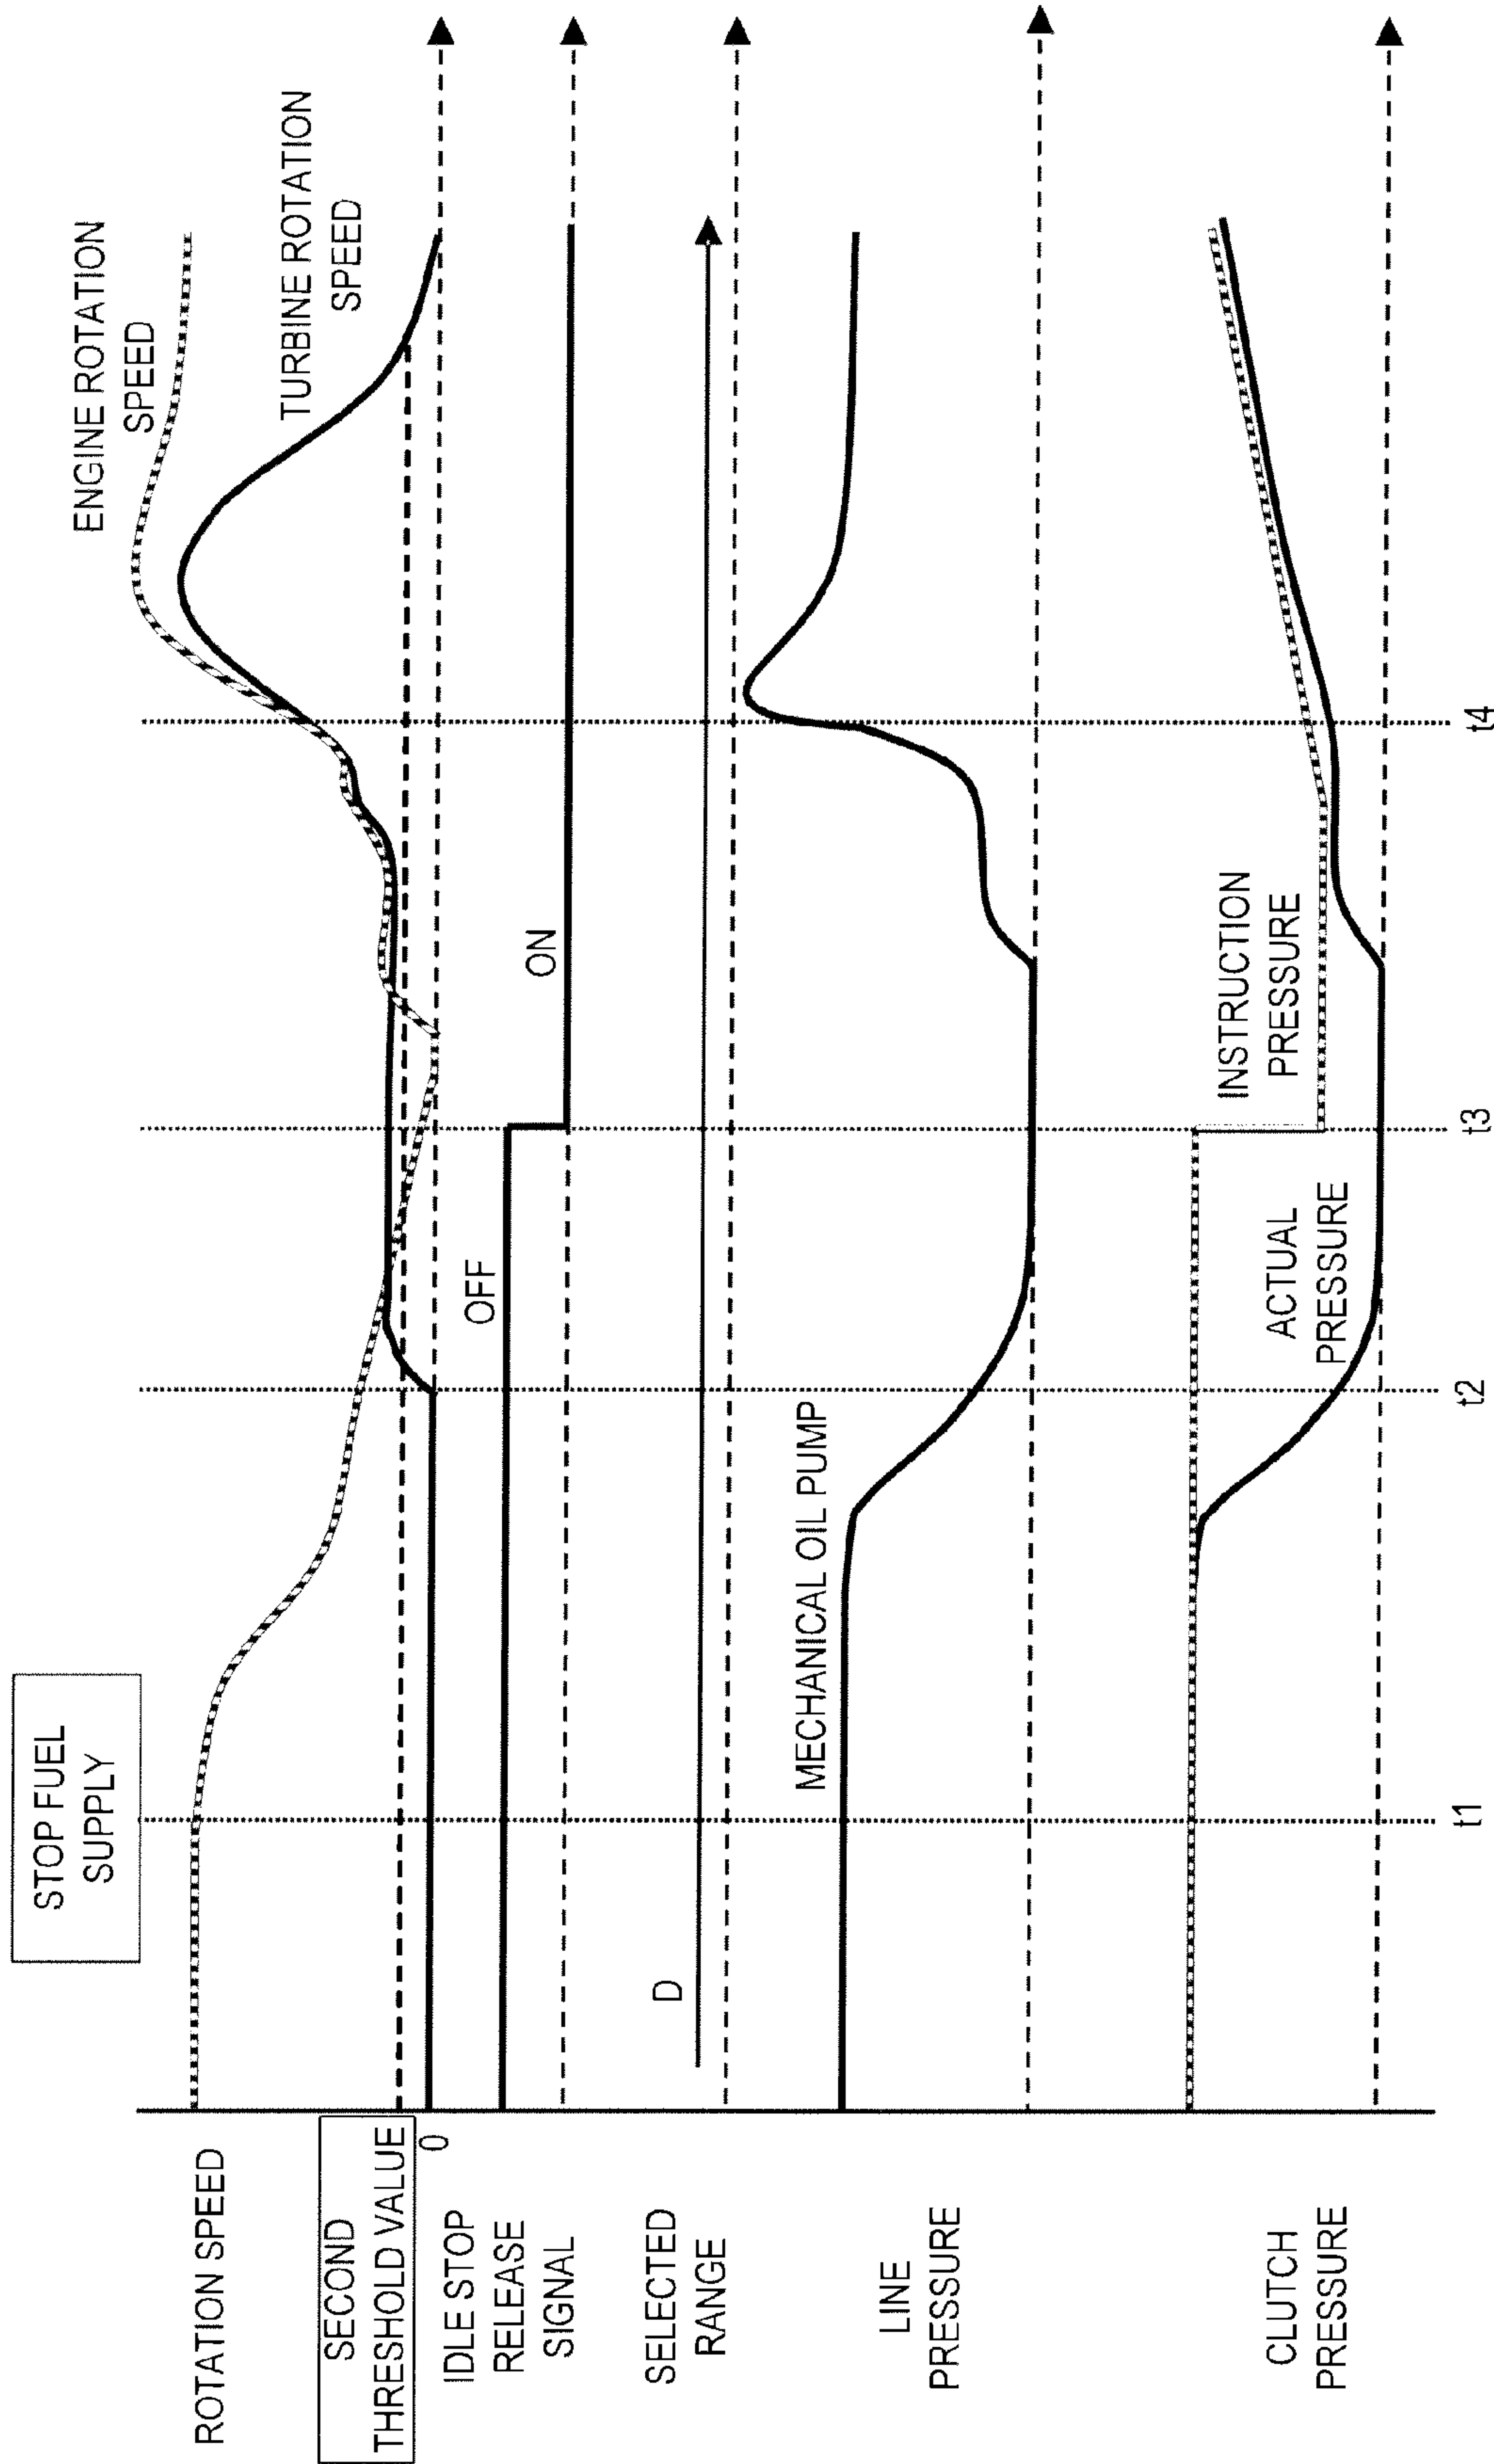 STOP FUEL
SUPPLY
ENGINE ROTATION
SPEED
TURBINE ROTATION
SPEED
ROTATION SPEED
SECOND
THRESHOLD VALUE
0
IDLE STOP
RELEASE
SIGNAL
OFF
ON
SELECTED
RANGE
D
LINE
PRESSURE
MECHANICAL OIL PUMP
CLUTCH
PRESSURE
ACTUAL
PRESSURE
INSTRUCTION
PRESSURE
t1
t2
t3
t4